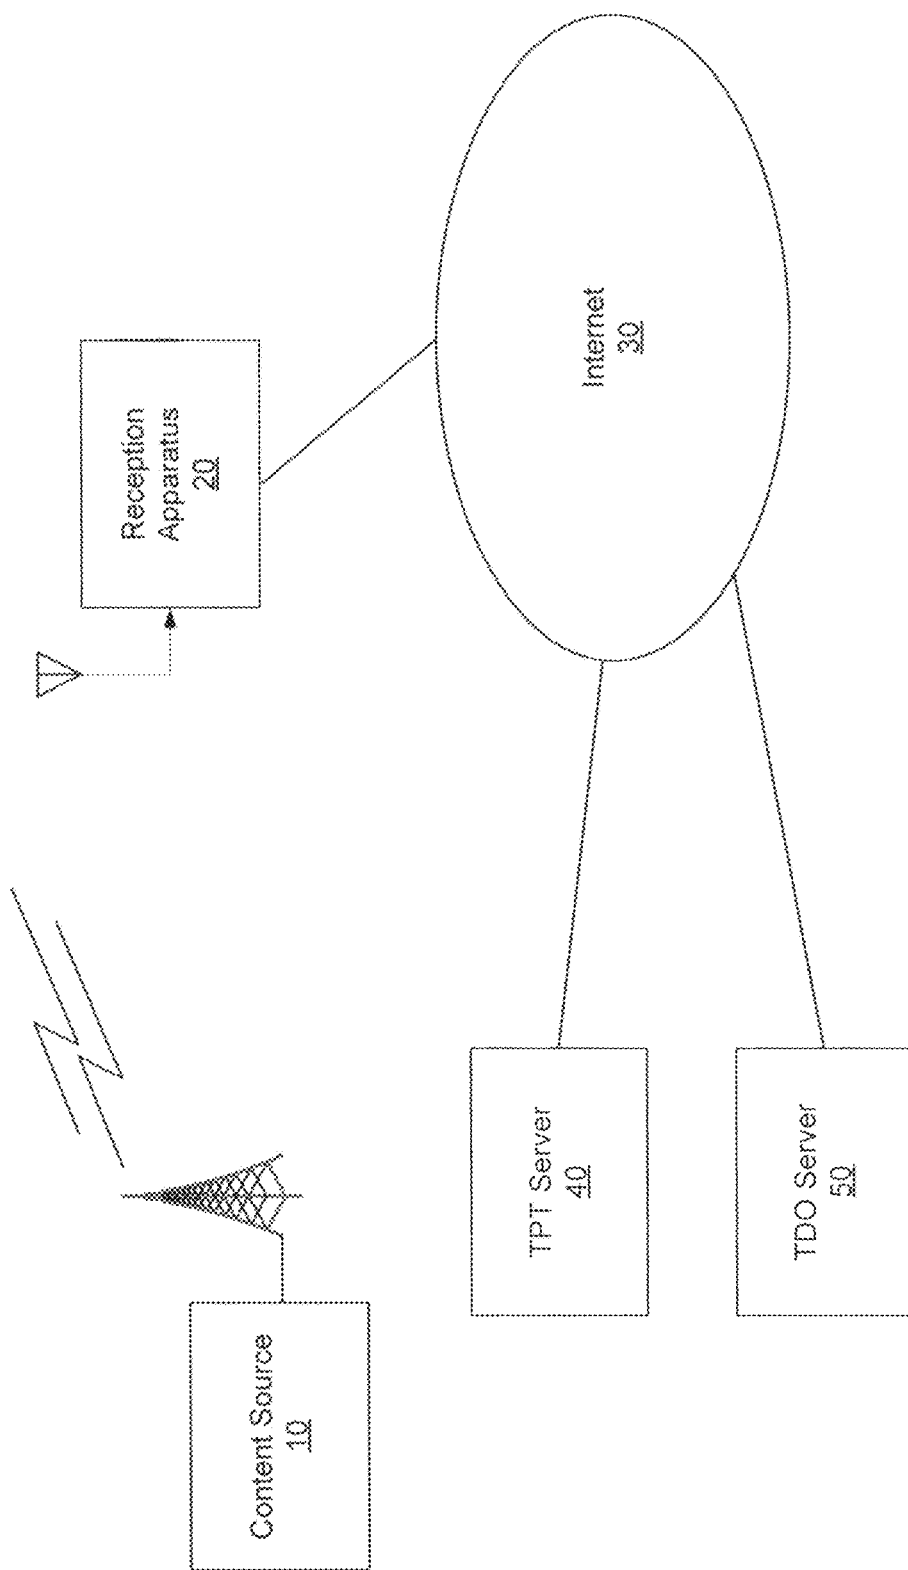 Content Source
10
Reception
Apparatus
20
TPT Server
40
Internet
30
TDO Server
50